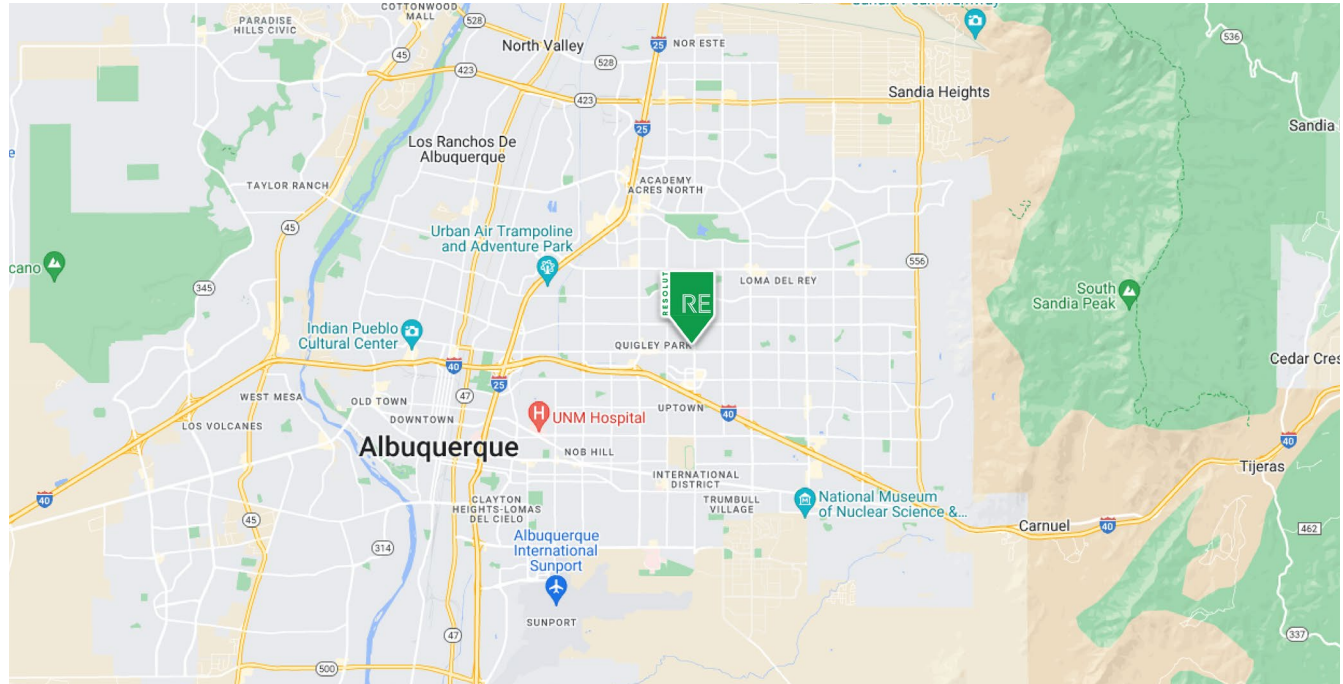 COTTONWOOD
MALL
528
PARADISE
HILLS CIVIC
45
North Valley
25
NOR ESTE
528
536
423
423
Sandia Heights
25
Sandia
Los Ranchos De
Albuquerque
TAYLOR RANCH
ACADEMY
ACRES NORTH
45
Urban Air Trampoline
and Adventure Park
cano
556
345
LOMA DEL REY
RESOLUT
RE
South
Sandia Peak
Indian Pueblo
Cultural Center
QUIGLEY PARK
Cedar Cres
40
25
47
WEST MESA
OLD TOWN
DOWNTOWN
UPTOWN
40
UNM Hospital
LOS VOLCANES
Albuquerque
NOB HILL
40
Tijeras
INTERNATIONAL
DISTRICT
40
CLAYTON
HEIGHTS-LOMAS
DEL CIELO
TRUMBULL
VILLAGE
National Museum
of Nuclear Science &...
45
Carnuel
40
462
314
Albuquerque
International
Sunport
SUNPORT
47
337
500